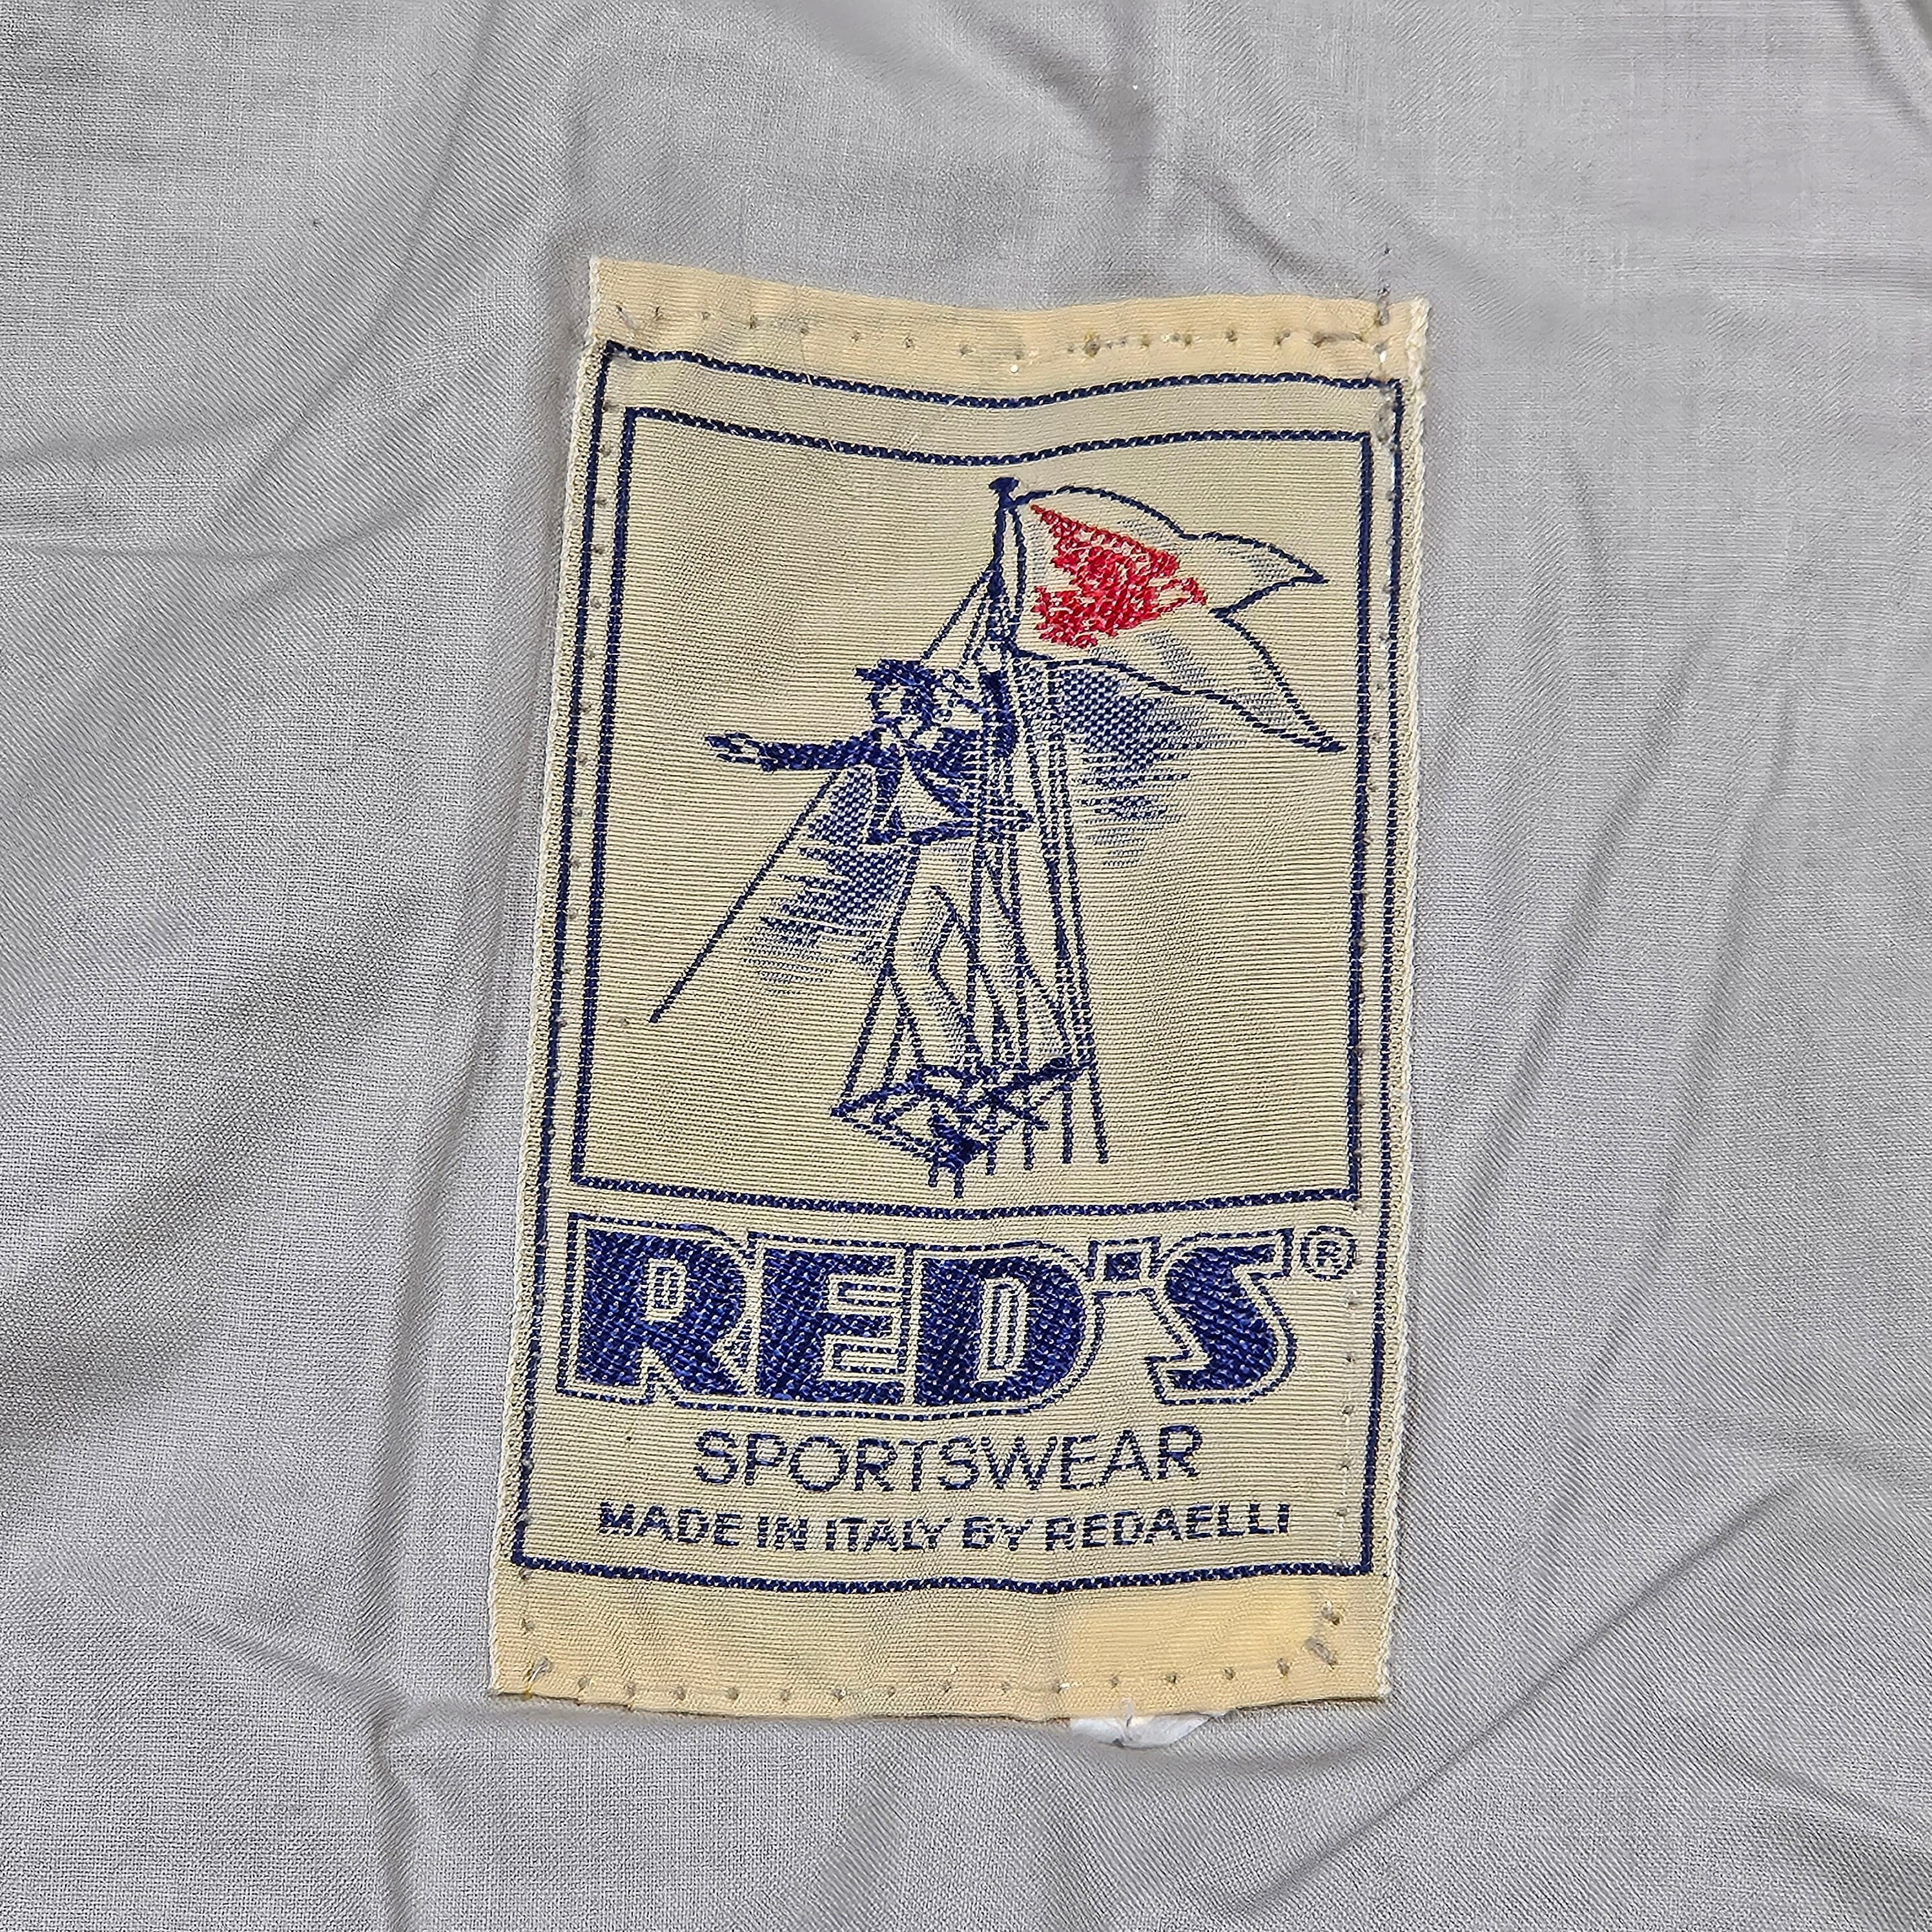 RED'S®
SPORTSWEAR
MADE IN ITALY BY REDAELLI